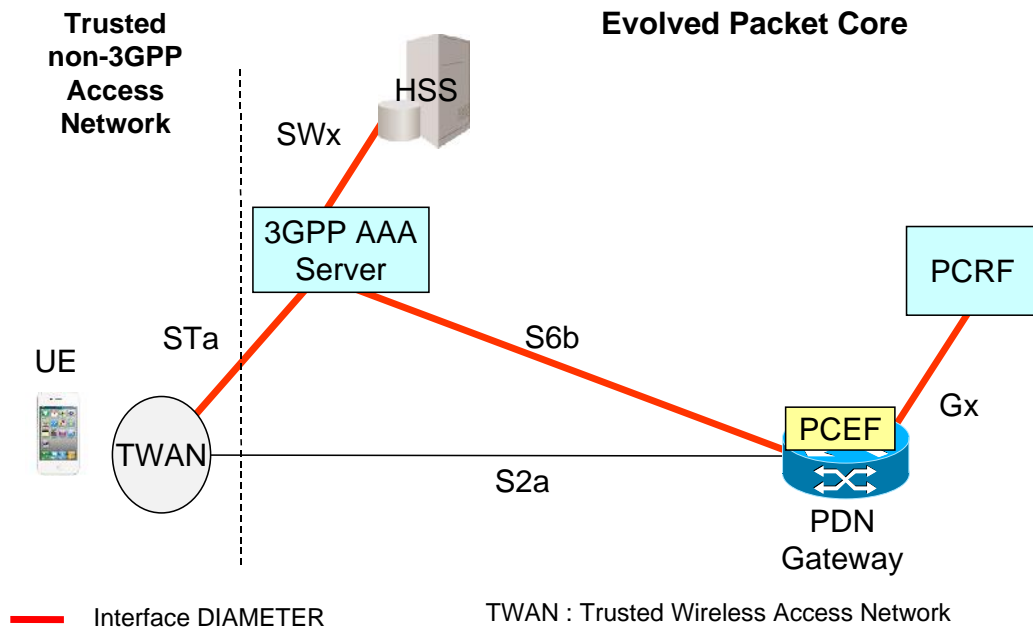 Trusted
non-3GPP
Access
Network
Evolved Packet Core
HSS
SWx
3GPP AAA
Server
PCRF
STa
S6b
UE
Gx
PCEF
TWAN
S2a
PDN
Gateway
Interface DIAMETER
TWAN : Trusted Wireless Access Network